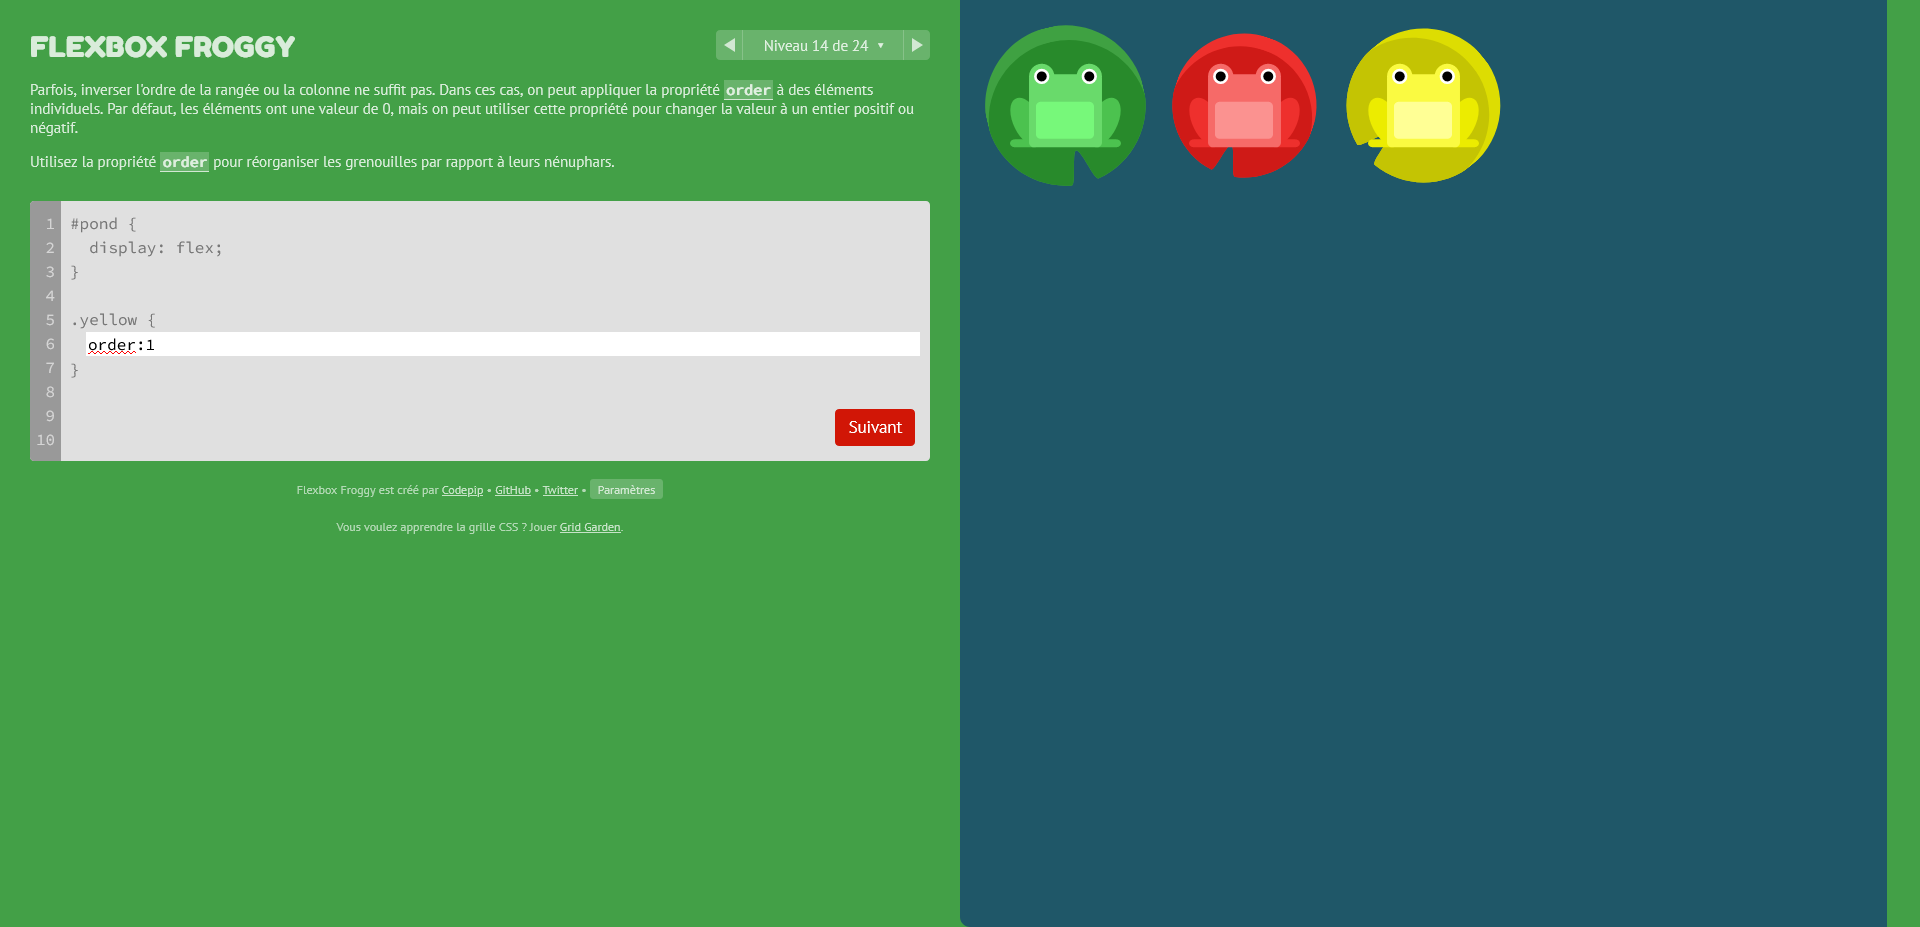 FLEXBOX FROGGY
Niveau 14 de 24 ▾
Parfois, inverser l'ordre de la rangée ou la colonne ne suffit pas. Dans ces cas, on peut appliquer la propriété order à des éléments
individuels. Par défaut, les éléments ont une valeur de 0, mais on peut utiliser cette propriété pour changer la valeur à un entier positif ou
négatif.
Utilisez la propriété order pour réorganiser les grenouilles par rapport à leurs nénuphars.
1 #pond {
2 display: flex;
3 }
4
5 .yellow {
6 order:1
7 }
8
9
10
Suivant
Flexbox Froggy est créé par Codepip • GitHub • Twitter • Paramètres
Vous voulez apprendre la grille CSS ? Jouer Grid Garden.